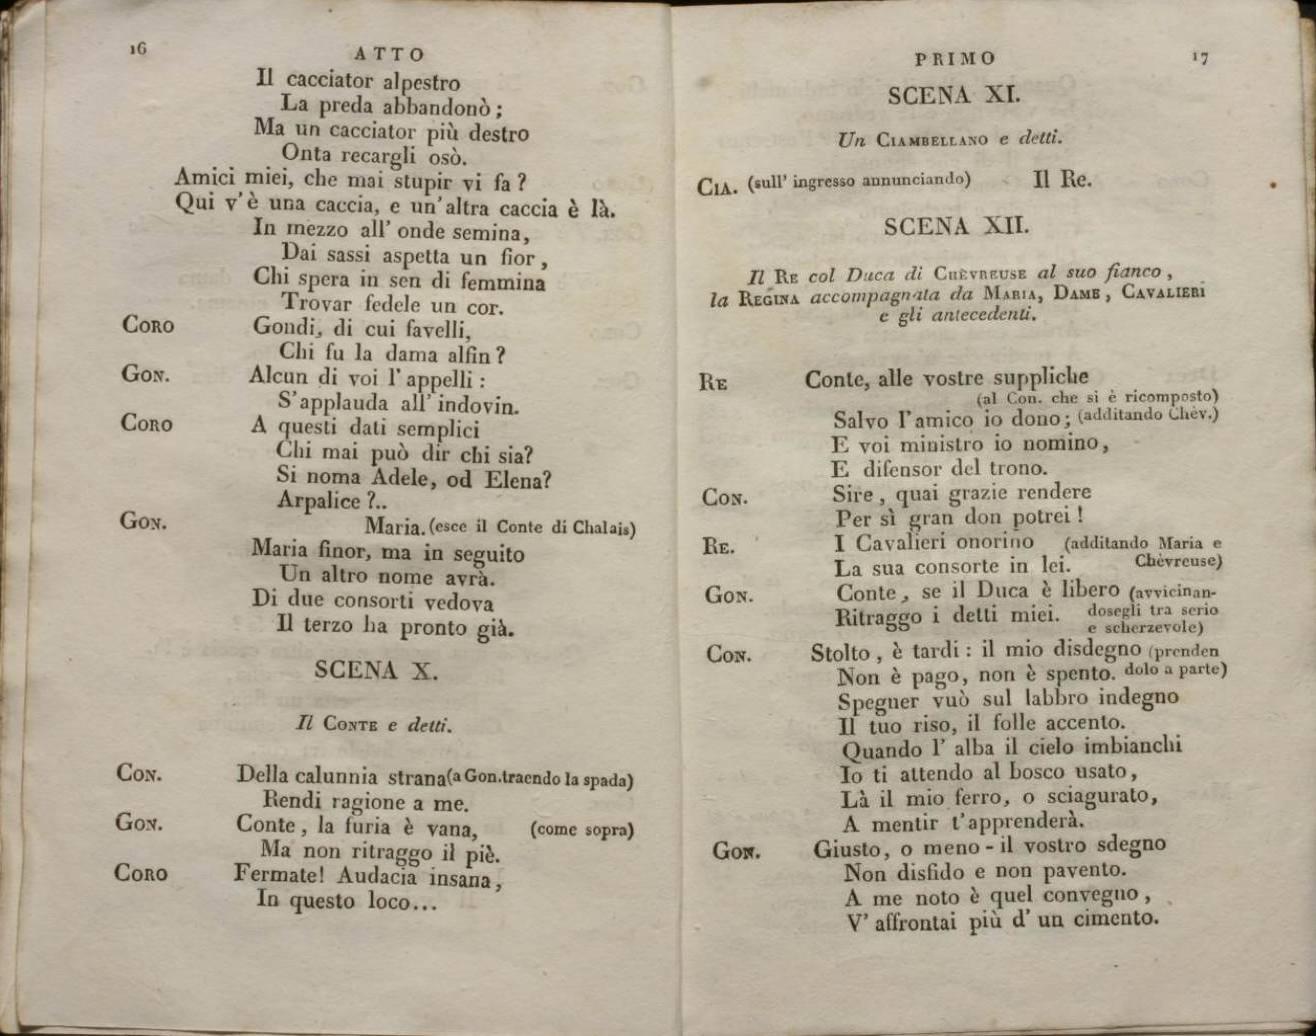 16
ATTO
Il cacciator alpestro
La preda abbandonò;
Ma un cacciator più destro
Onta recargli osò.
Amici miei, che mai stupir vi fa?
Qui v'è una caccia, e un'altra caccia è là.
In mezzo all' onde semina,
Dai sassi aspetta un fior,
Chi spera in sen di femmina
Trovar fedele un cor.
CORO Gondi, di cui favelli,
Chi fu la dama alfin?
GON. Alcun di voi l'appelli:
S'applauda all' indovin.
CORO A questi dati semplici
Chi mai può dir chi sia?
Si noma Adele, od Elena?
Arpalice?..
GON. Maria. (esce il Conte di Chalais)
Maria finor, ma in seguito
Un altro nome avrà.
Di due consorti vedova
Il terzo ha pronto già.
SCENA X.
Il CONTE e detti.
CON. Della calunnia strana (a Gon. traendo la spada)
Rendi ragione a me.
GON. Conte, la furia è vana, (come sopra)
Ma non ritraggo il piè.
CORO Fermate! Audacia insana,
In questo loco...
PRIMO 17
SCENA XI.
Un CIAMBELLANO e detti.
CIA. (sull' ingresso annunciando) Il Re.
SCENA XII.
Il RE col Duca di CHÈVREUSE al suo fianco,
la REGINA accompagnata da MARIA, DAME, CAVALIERI
e gli antecedenti.
RE Conte, alle vostre suppliche
(al Con. che si è ricomposto)
Salvo l'amico io dono; (additando Chèv.)
E voi ministro io nomino,
E difensor del trono.
CON. Sire, quai grazie rendere
Per sì gran don potrei!
RE. I Cavalieri onorino (additando Maria e
La sua consorte in lei. Chèvreuse)
GON. Conte, se il Duca è libero (avvicinan-
Ritraggo i detti miei. dosegli tra serio
e scherzevole)
CON. Stolto, è tardi: il mio disdegno (prenden
Non è pago, non è spento. dolo a parte)
Spegner vuò sul labbro indegno
Il tuo riso, il folle accento.
Quando l' alba il cielo imbianchi
Io ti attendo al bosco usato,
Là il mio ferro, o sciagurato,
A mentir t'apprenderà.
GON. Giusto, o meno - il vostro sdegno
Non disfido e non pavento.
A me noto è quel convegno,
V' affrontai più d' un cimento.